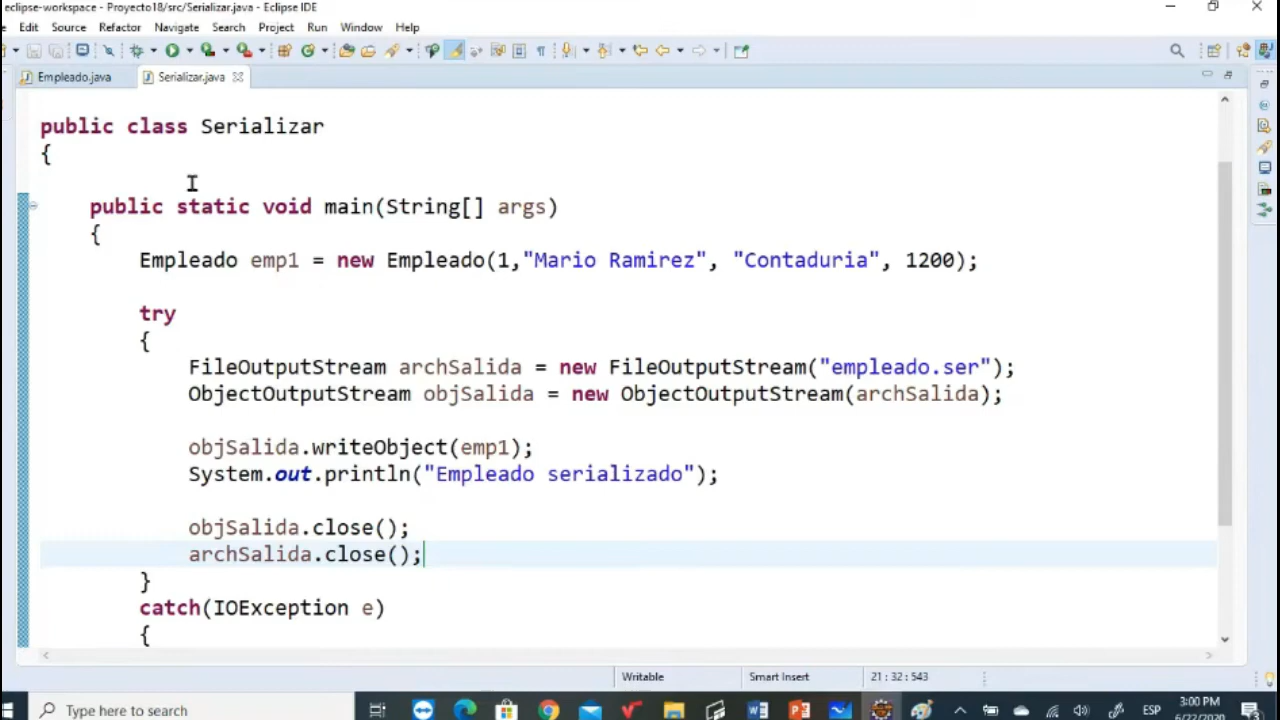 eclipse-workspace - Proyecto18/src/Serializar.java - Eclipse IDE
Edit Source Refactor Navigate Search Project Run Window Help
Empleado.java Serializar.java
public class Serializar
{
public static void main(String[] args)
{
Empleado emp1 = new Empleado(1,"Mario Ramirez", "Contaduria", 1200);
try
{
FileOutputStream archSalida = new FileOutputStream("empleado.ser");
ObjectOutputStream objSalida = new ObjectOutputStream(archSalida);
objSalida.writeObject(emp1);
System.out.println("Empleado serializado");
objSalida.close();
archSalida.close();
}
catch(IOException e)
{
Writable Smart Insert 21 : 32 : 543
Type here to search
ESP
3:00 PM
6/22/2020